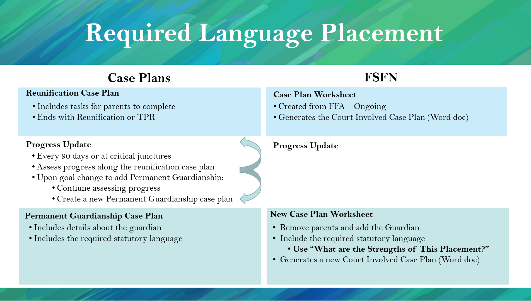 Required Language Placement
Case Plans
FSFN
Reunification Case Plan
• Includes tasks for parents to complete
• Ends with Reunification or TPR
Case Plan Worksheet
• Created from FFA – Ongoing
• Generates the Court Involved Case Plan (Word doc)
Progress Update
• Every 90 days or at critical junctures
• Assess progress along the reunification case plan
• Upon goal change to add Permanent Guardianship:
• Continue assessing progress
• Create a new Permanent Guardianship case plan
Progress Update
Permanent Guardianship Case Plan
• Includes details about the guardian
• Includes the required statutory language
New Case Plan Worksheet
• Remove parents and add the Guardian
• Include the required statutory language
• Use "What are the Strengths of This Placement?"
• Generates a new Court Involved Case Plan (Word doc)